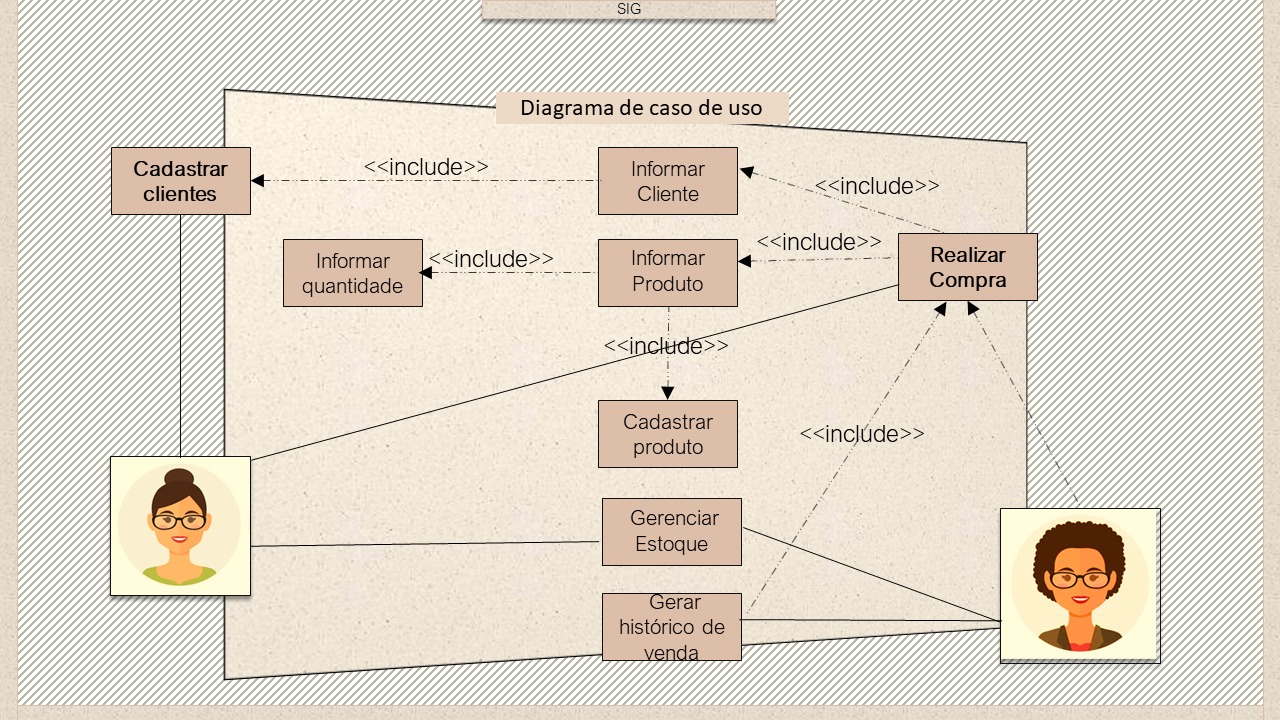 SIG
Diagrama de caso de uso
Cadastrar
clientes
<<include>>
Informar
Cliente
<<include>>
Informar
quantidade
<<include>>
Informar
Produto
<<include>>
Realizar
Compra
<<include>>
Cadastrar
produto
<<include>>
Gerenciar
Estoque
Gerar
histórico de
venda